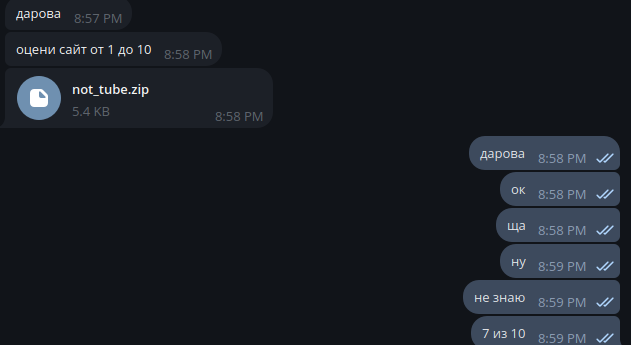 дарова 8:57 PM
оцени сайт от 1 до 10 8:58 PM
not_tube.zip
5.4 KB 8:58 PM
дарова 8:58 PM
ок 8:58 PM
ща 8:58 PM
ну 8:59 PM
не знаю 8:59 PM
7 из 10 8:59 PM